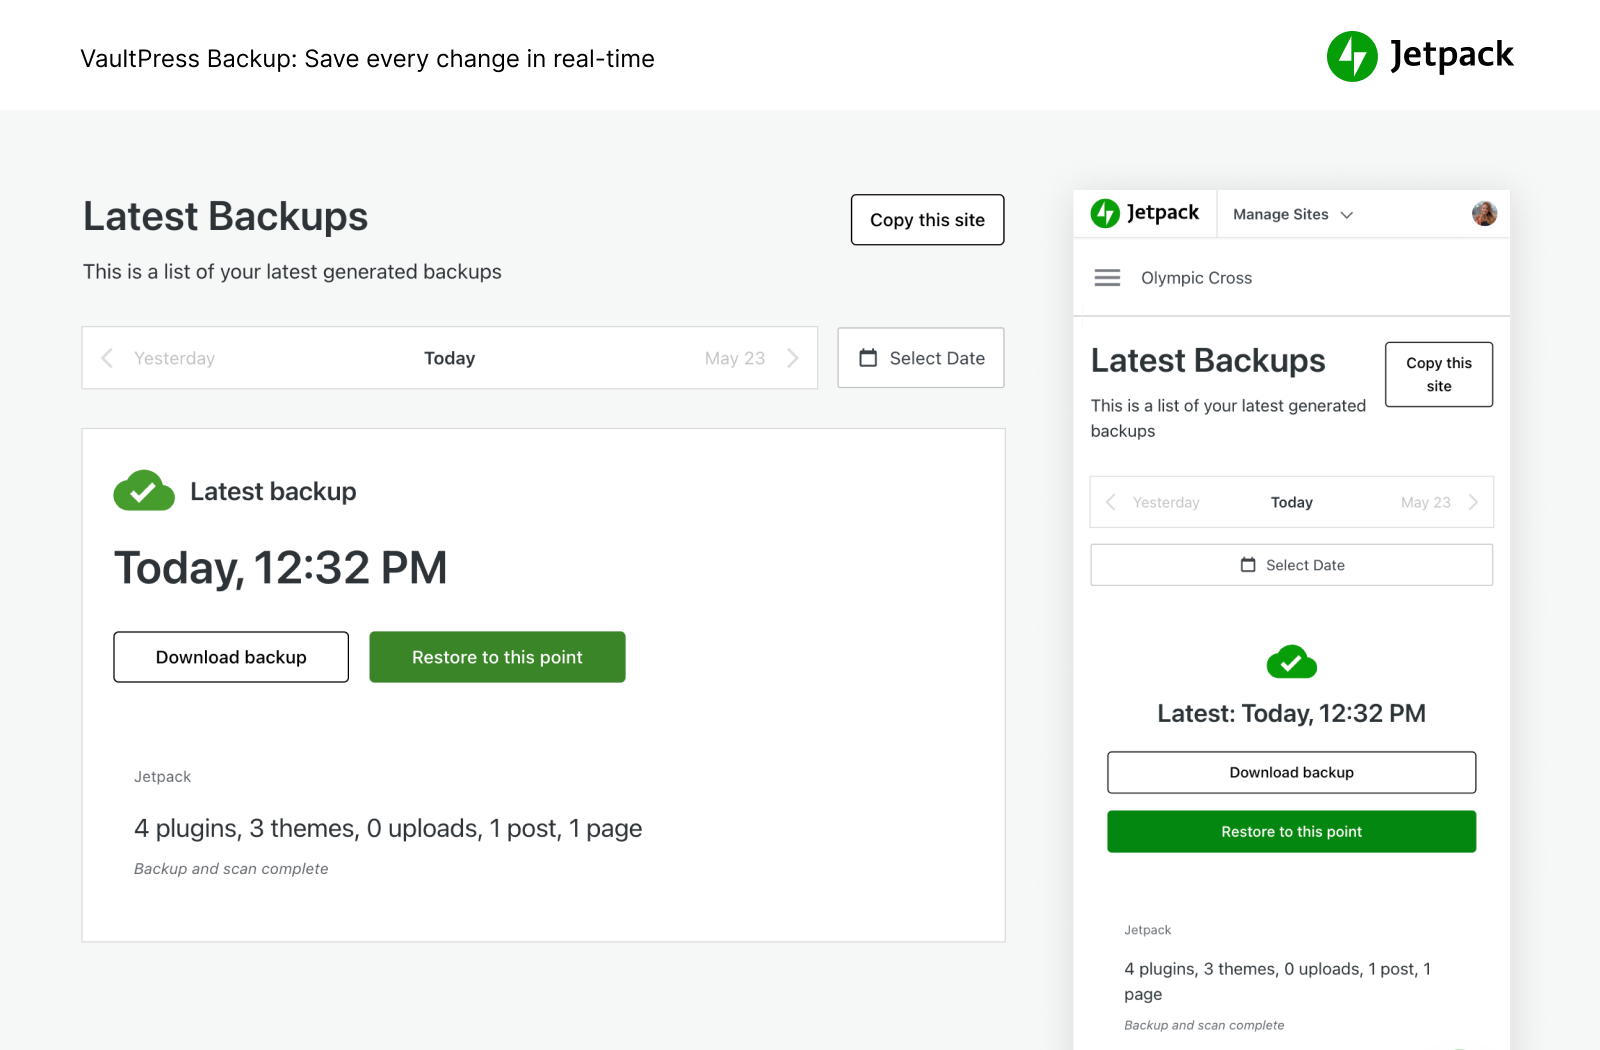 VaultPress Backup: Save every change in real-time
Jetpack
Latest Backups
Copy this site
This is a list of your latest generated backups
Yesterday
Today
May 23
Select Date
Latest backup
Today, 12:32 PM
Download backup
Restore to this point
Jetpack
4 plugins, 3 themes, 0 uploads, 1 post, 1 page
Backup and scan complete
Jetpack
Manage Sites
Olympic Cross
Latest Backups
Copy this
site
This is a list of your latest generated
backups
Yesterday
Today
May 23
Select Date
Latest: Today, 12:32 PM
Download backup
Restore to this point
Jetpack
4 plugins, 3 themes, 0 uploads, 1 post, 1
page
Backup and scan complete